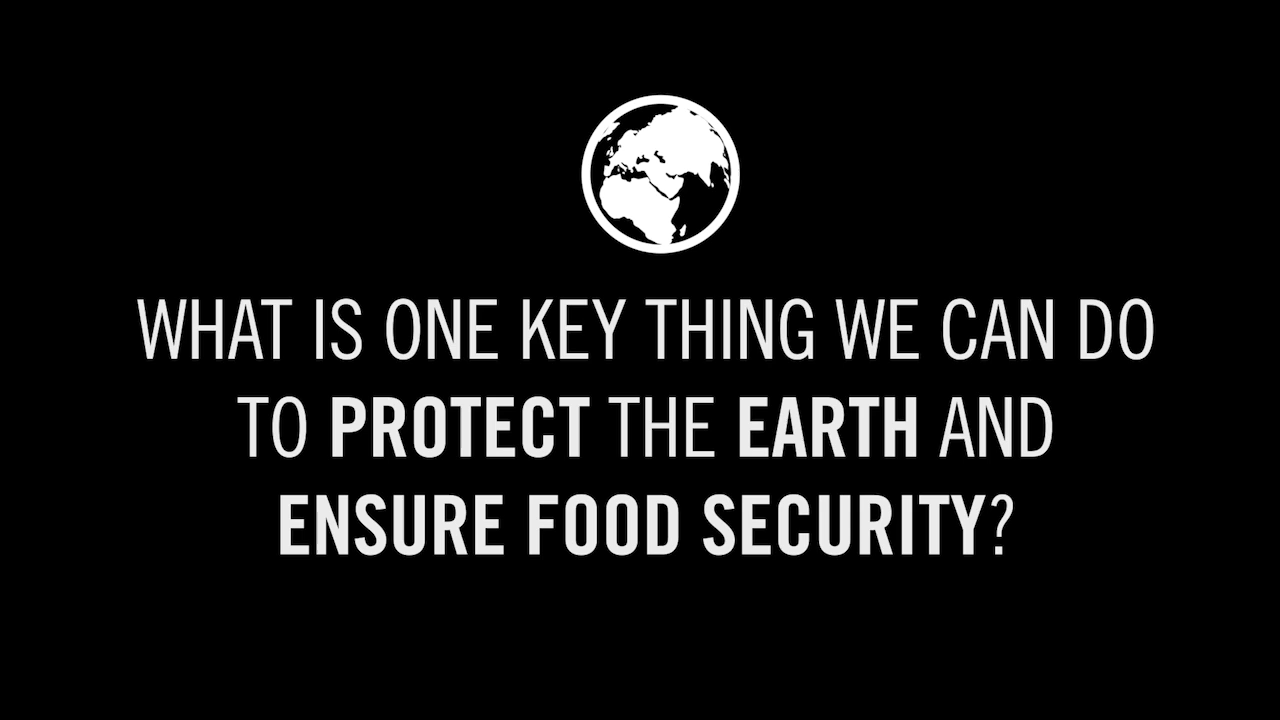 WHAT IS ONE KEY THING WE CAN DO
TO PROTECT THE EARTH AND
ENSURE FOOD SECURITY?